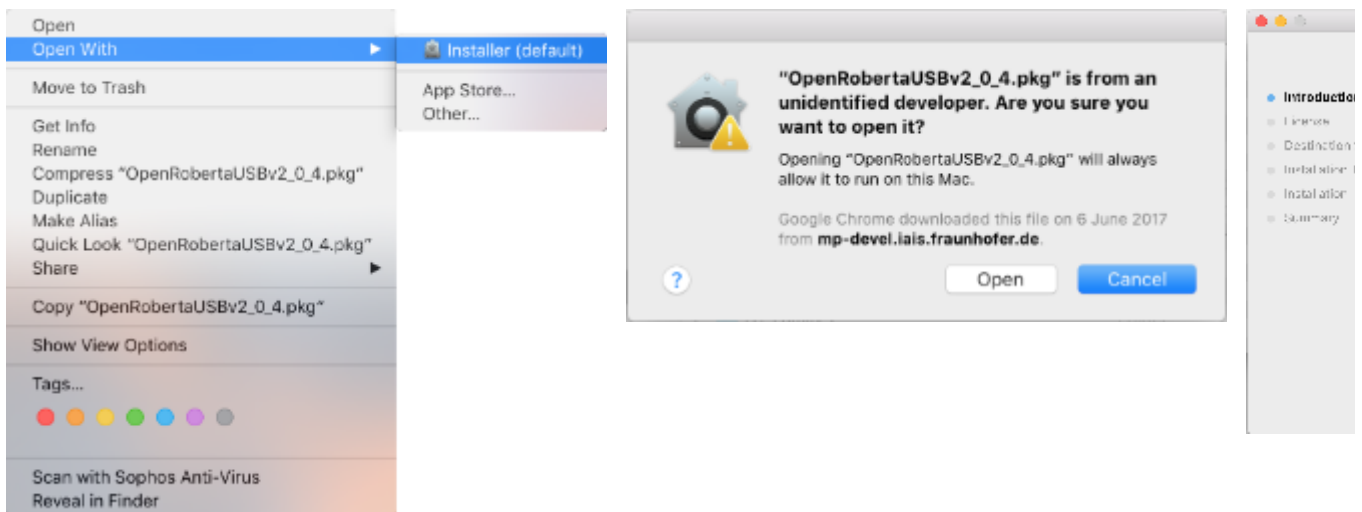 Open
Open With
Installer (default)
App Store...
Other...
Move to Trash
Get Info
Rename
Compress "OpenRobertaUSBv2_0_4.pkg"
Duplicate
Make Alias
Quick Look "OpenRobertaUSBv2_0_4.pkg"
Share
Copy "OpenRobertaUSBv2_0_4.pkg"
Show View Options
Tags...
Scan with Sophos Anti-Virus
Reveal in Finder
"OpenRobertaUSBv2_0_4.pkg" is from an
unidentified developer. Are you sure you
want to open it?
Opening "OpenRobertaUSBv2_0_4.pkg" will always
allow it to run on this Mac.
Google Chrome downloaded this file on 6 June 2017
from mp-devel.iais.fraunhofer.de.
?
Open
Cancel
Introduction
License
Destination
Installation
Installation
Summary